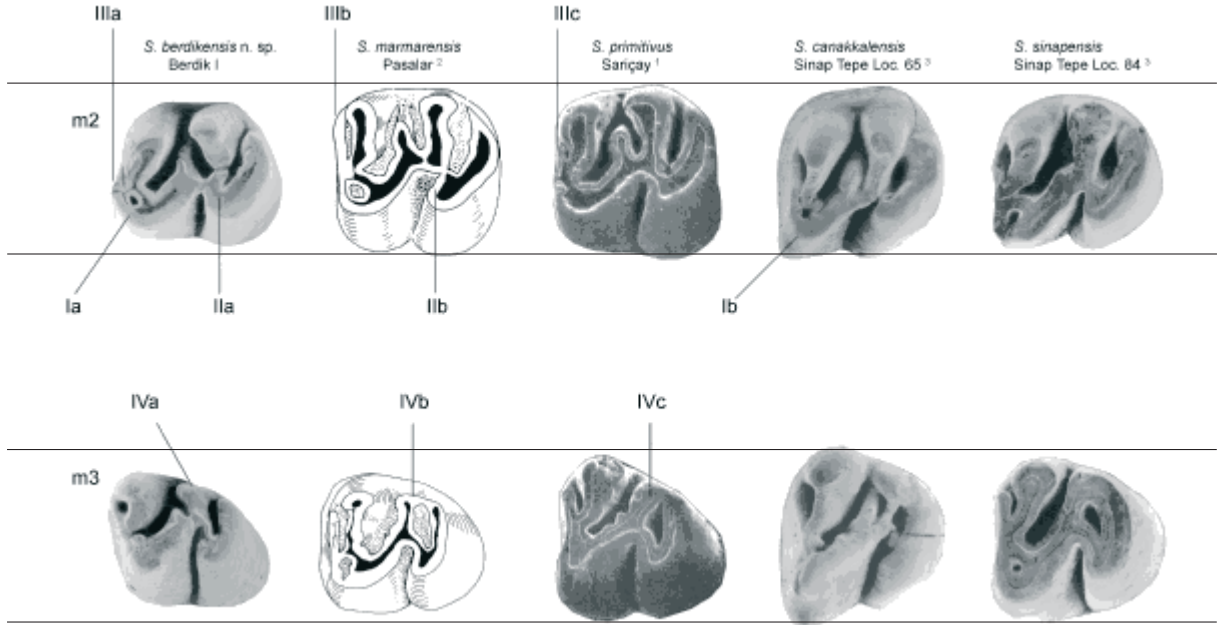 IIIa IIIb IIIc
S. berdikensis n. sp. S. marmarensis S. primitivus S. canakkalensis S. sinapensis
Berdik I Pasalar 2 Sariçay 1 Sinap Tepe Loc. 65 3 Sinap Tepe Loc. 84 3
m2
Ia IIa IIb Ib
IVa IVb IVc
m3